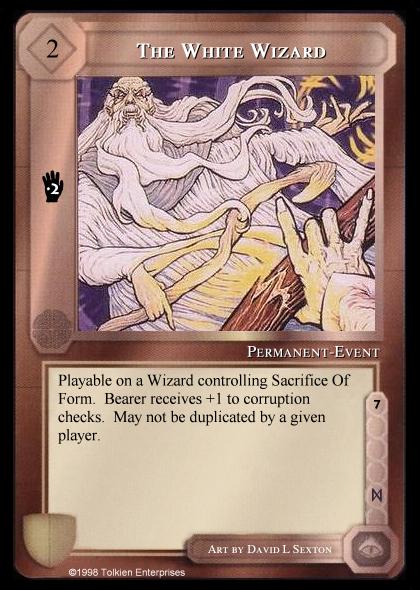 2
THE WHITE WIZARD
2
PERMANENT-EVENT
Playable on a Wizard controlling Sacrifice Of
Form. Bearer receives +1 to corruption
checks. May not be duplicated by a given
player.
7
ᛞ
ART BY DAVID L SEXTON
©1998 Tolkien Enterprises